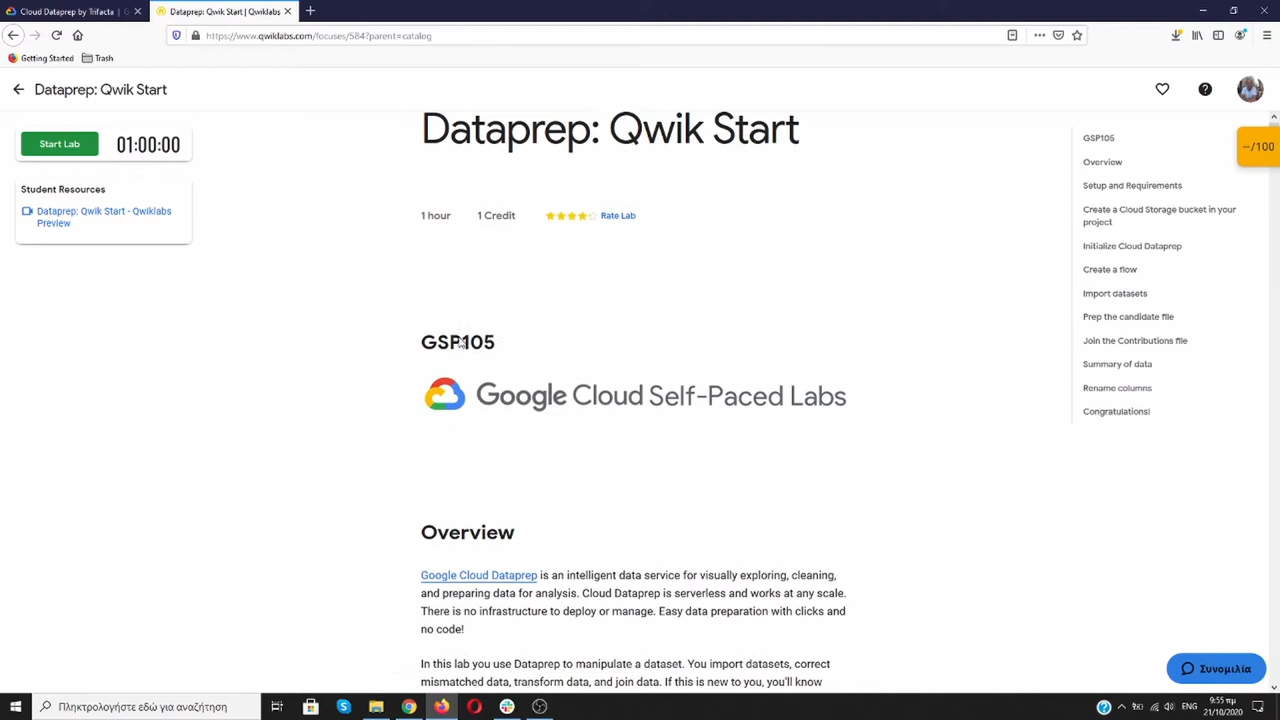 Cloud Dataprep by Trifacta |
Dataprep: Qwik Start | Qwiklabs
https://www.qwiklabs.com/focuses/584?parent=catalog
Getting Started
Trash
Dataprep: Qwik Start
Start Lab
01:00:00
Student Resources
Dataprep: Qwik Start - Qwiklabs
Preview
Dataprep: Qwik Start
1 hour
1 Credit
Rate Lab
GSP105
Google Cloud Self-Paced Labs
Overview
Google Cloud Dataprep is an intelligent data service for visually exploring, cleaning,
and preparing data for analysis. Cloud Dataprep is serverless and works at any scale.
There is no infrastructure to deploy or manage. Easy data preparation with clicks and
no code!
In this lab you use Dataprep to manipulate a dataset. You import datasets, correct
mismatched data, transform data, and join data. If this is new to you, you'll know
GSP105
Overview
Setup and Requirements
Create a Cloud Storage bucket in your
project
Initialize Cloud Dataprep
Create a flow
Import datasets
Prep the candidate file
Join the Contributions file
Summary of data
Rename columns
Congratulations!
–/100
Συνομιλία
Πληκτρολογήστε εδώ για αναζήτηση
ΕΝΑ
9:55 πμ
21/10/2020